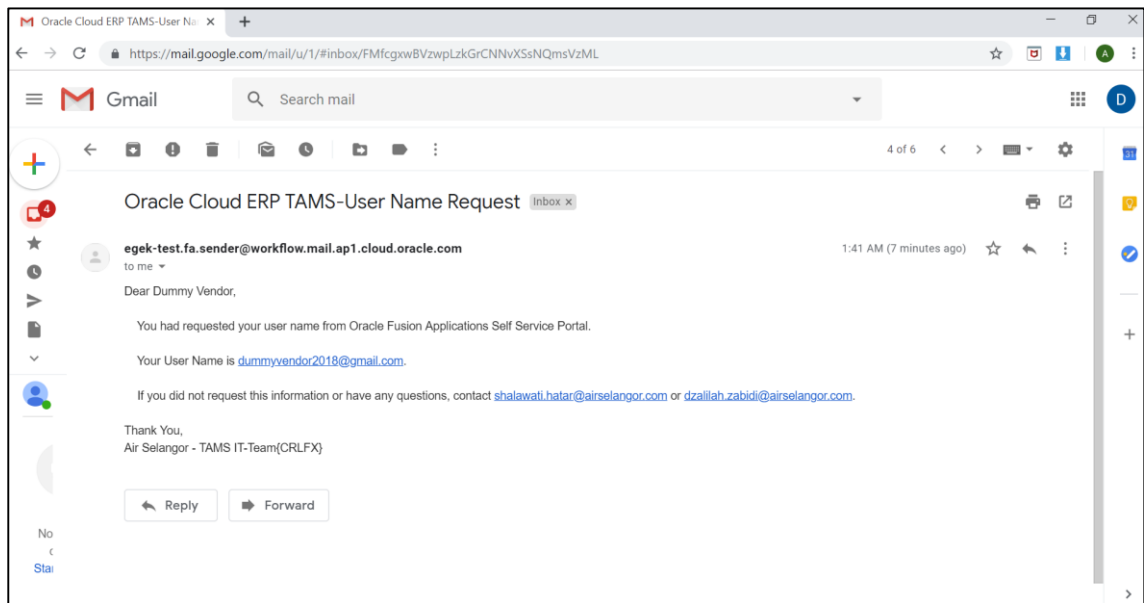 Oracle Cloud ERP TAMS-User Na
https://mail.google.com/mail/u/1/#inbox/FMfcgxwBVzwpLzkGrCNNvXSsNQmsVzML
A
Gmail
Search mail
D
4 of 6
31
4
Oracle Cloud ERP TAMS-User Name Request Inbox x
egek-test.fa.sender@workflow.mail.ap1.cloud.oracle.com 1:41 AM (7 minutes ago)
to me
Dear Dummy Vendor,
You had requested your user name from Oracle Fusion Applications Self Service Portal.
Your User Name is dummyvendor2018@gmail.com.
If you did not request this information or have any questions, contact shalawati.hatar@airselangor.com or dzalilah.zabidi@airselangor.com.
Thank You,
Air Selangor - TAMS IT-Team{CRLFX}
Reply Forward
No
c
Star